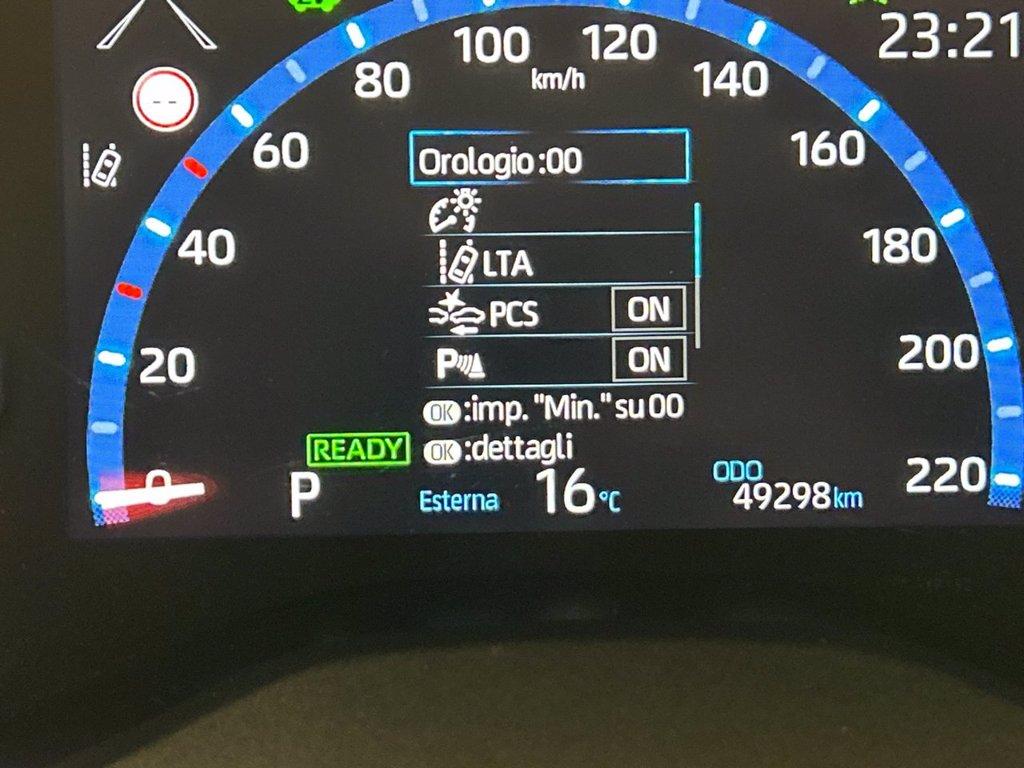 23:21
100 120
km/h
80 140
-- 
60 160
Orologio :00
40 180
LTA
PCS ON
20 200
P ON
OK :imp. "Min." su 00
READY OK :dettagli
0 220
P Esterna 16 °C ODO 49298 km